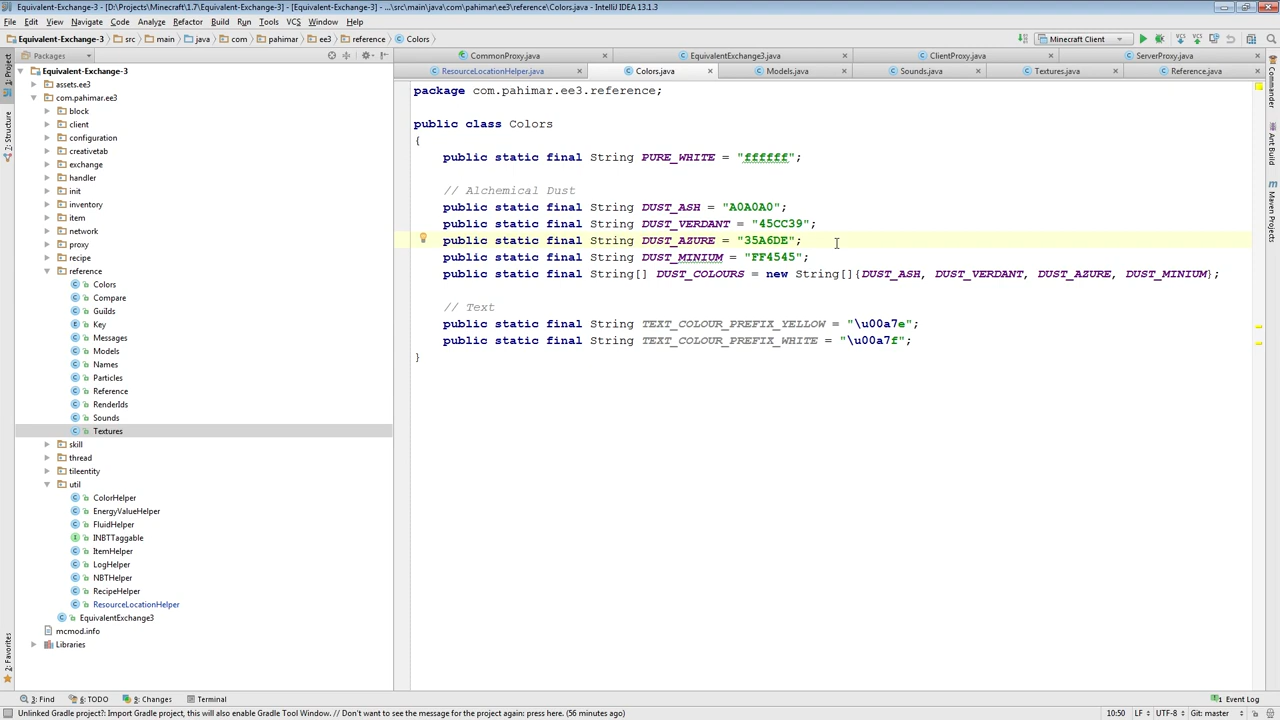 Equivalent-Exchange-3 - [D:\Projects\Minecraft\1.7\Equivalent-Exchange-3] - [Equivalent-Exchange-3] - ...\src\main\java\com\pahimar\ee3\reference\Colors.java - IntelliJ IDEA 13.1.3
File Edit View Navigate Code Analyze Refactor Build Run Tools VCS Window Help
Equivalent-Exchange-3 src main java com pahimar ee3 reference Colors Minecraft Client
Packages
CommonProxy.java EquivalentExchange3.java ClientProxy.java ServerProxy.java
ResourceLocationHelper.java Colors.java Models.java Sounds.java Textures.java Reference.java
1: Project
7: Structure
2: Favorites
Equivalent-Exchange-3
assets.ee3
com.pahimar.ee3
block
client
configuration
creativetab
exchange
handler
init
inventory
item
network
proxy
recipe
reference
Colors
Compare
Guilds
Key
Messages
Models
Names
Particles
Reference
RenderIds
Sounds
Textures
skill
thread
tileentity
util
ColorHelper
EnergyValueHelper
FluidHelper
INBTTaggable
ItemHelper
LogHelper
NBTHelper
RecipeHelper
ResourceLocationHelper
EquivalentExchange3
mcmod.info
Libraries
package com.pahimar.ee3.reference;
public class Colors
{
public static final String PURE_WHITE = "ffffff";
// Alchemical Dust
public static final String DUST_ASH = "A0A0A0";
public static final String DUST_VERDANT = "45CC39";
public static final String DUST_AZURE = "35A6DE";
public static final String DUST_MINIUM = "FF4545";
public static final String[] DUST_COLOURS = new String[]{DUST_ASH, DUST_VERDANT, DUST_AZURE, DUST_MINIUM};
// Text
public static final String TEXT_COLOUR_PREFIX_YELLOW = "\u00a7e";
public static final String TEXT_COLOUR_PREFIX_WHITE = "\u00a7f";
}
Commander
Ant Build
Maven Projects
3: Find 6: TODO 9: Changes Terminal Event Log
Unlinked Gradle project?: Import Gradle project, this will also enable Gradle Tool Window. // Don't want to see the message for the project again: press here. (56 minutes ago) 10:50 LF UTF-8 Git: master